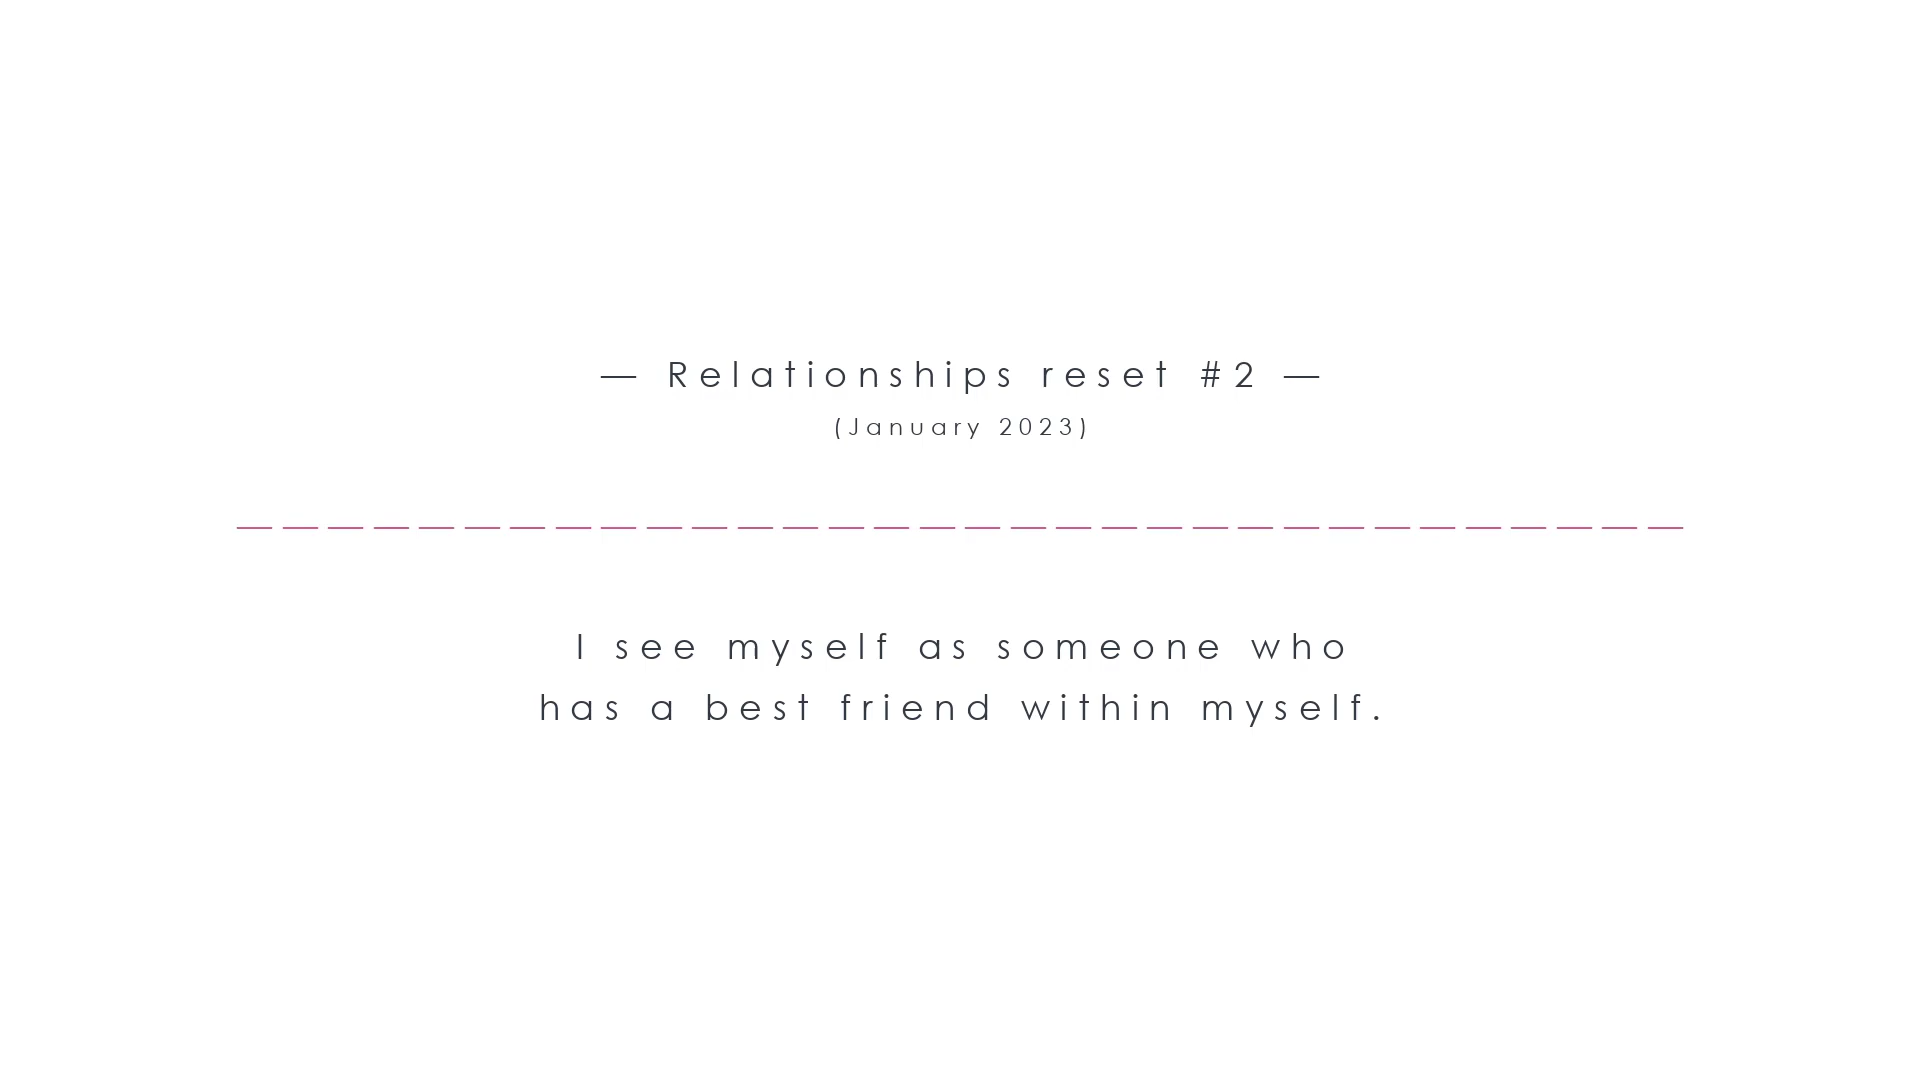 — Relationships reset #2 —
(January 2023)
I see myself as someone who
has a best friend within myself.